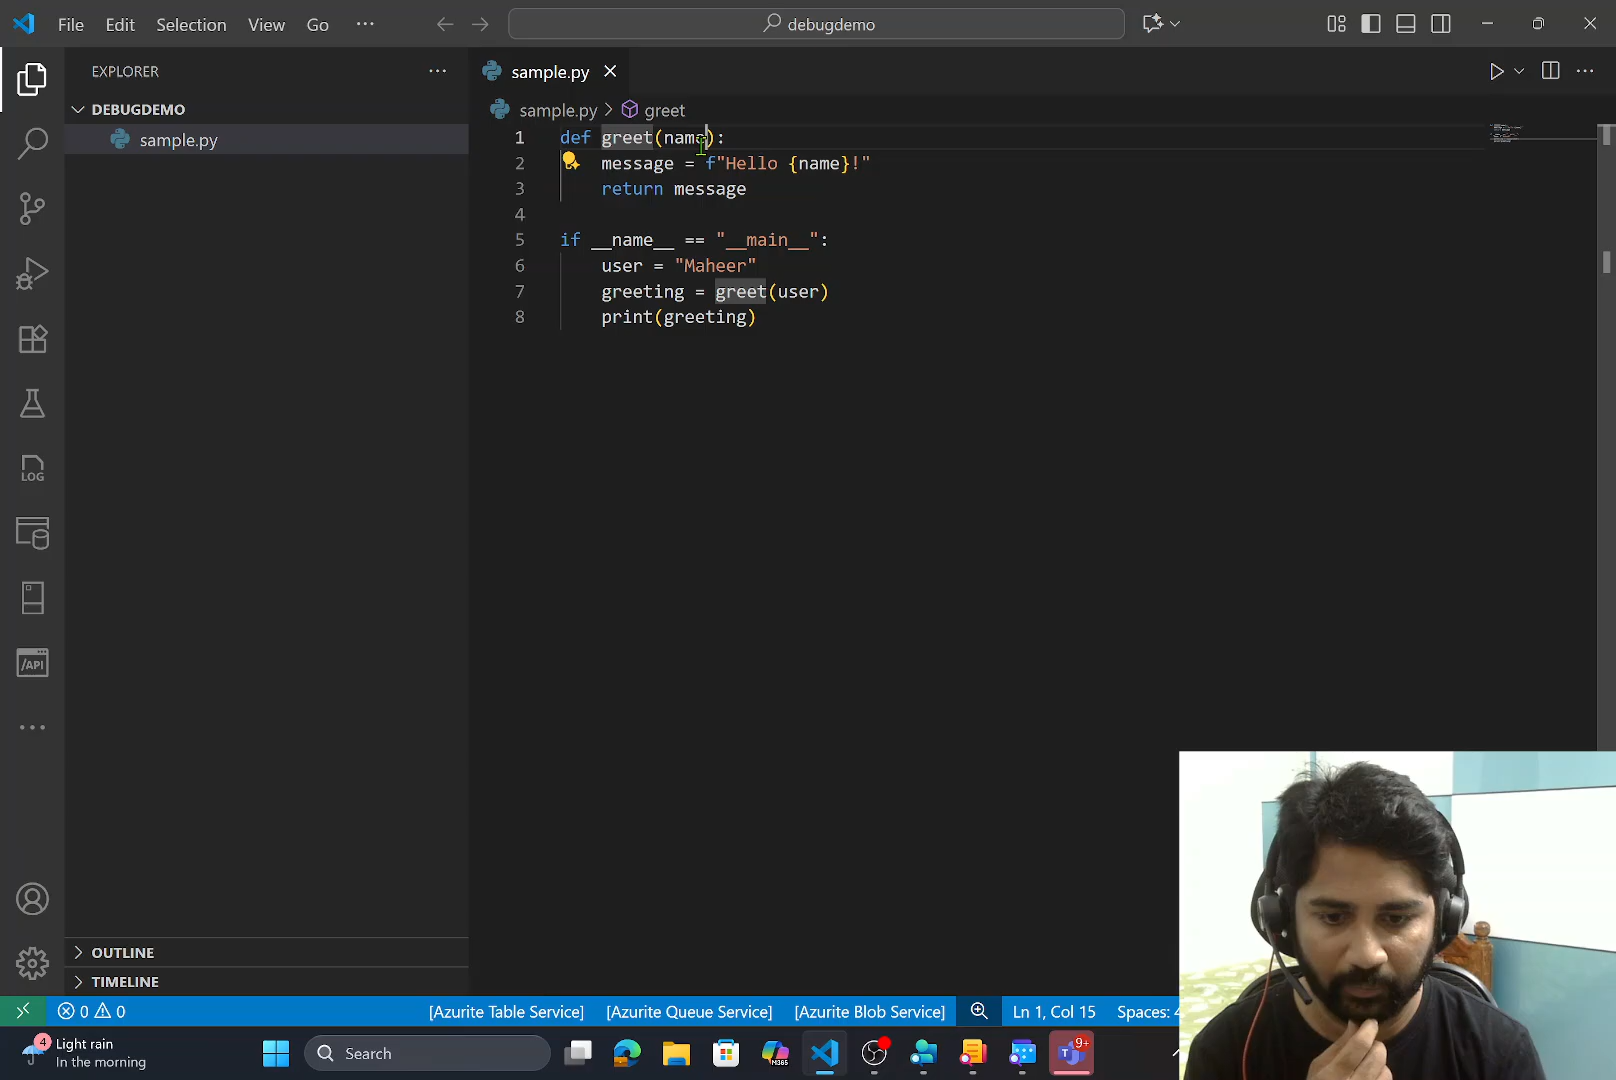 File Edit Selection View Go ···
debugdemo
EXPLORER ···
DEBUGDEMO
sample.py
LOG
/API
OUTLINE
TIMELINE
sample.py
sample.py > greet
1 def greet(name):
2 message = f"Hello {name}!"
3 return message
4
5 if __name__ == "__main__":
6 user = "Maheer"
7 greeting = greet(user)
8 print(greeting)
0 0 [Azurite Table Service] [Azurite Queue Service] [Azurite Blob Service] Ln 1, Col 15 Spaces:
4 Light rain
In the morning
Search
M365
9+